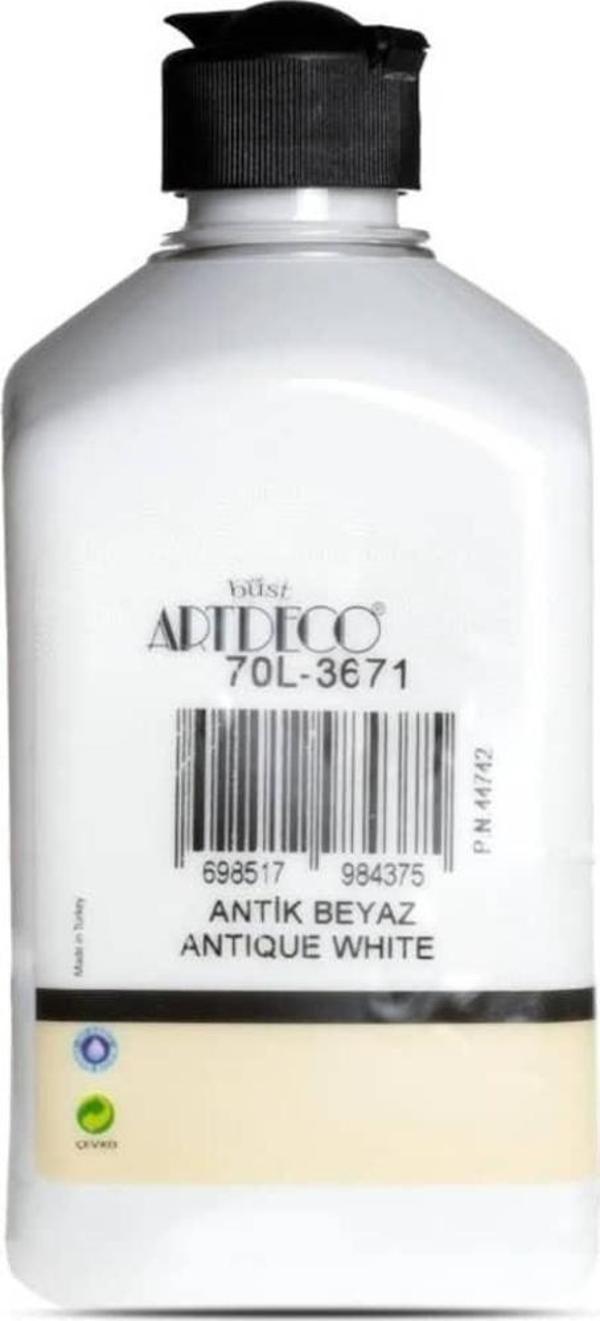 büst
ARTDECO®
70L-3671
698517 984375
P.N 44742
ANTİK BEYAZ
ANTIQUE WHITE
Made in Turkey
ÇEVKO